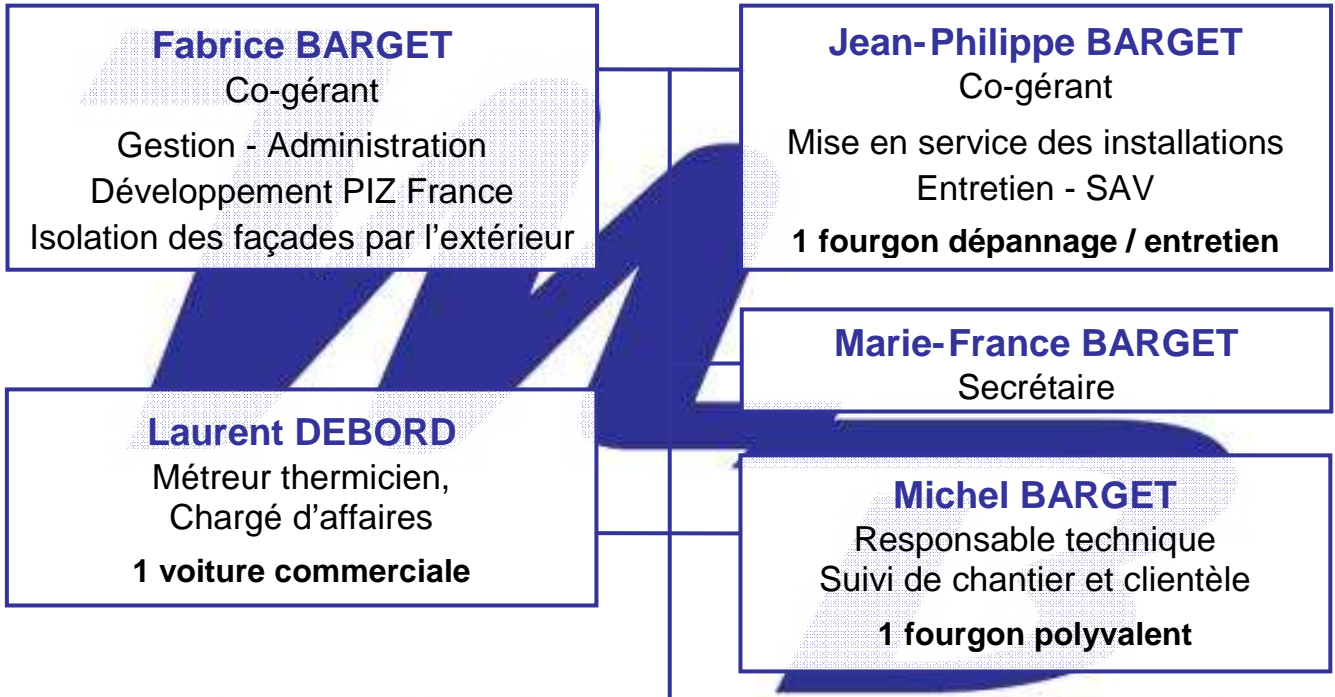 Fabrice BARGET
Co-gérant
Gestion - Administration
Développement PIZ France
Isolation des façades par l’extérieur
Jean-Philippe BARGET
Co-gérant
Mise en service des installations
Entretien - SAV
1 fourgon dépannage / entretien
Marie-France BARGET
Secrétaire
Laurent DEBORD
Métreur thermicien,
Chargé d’affaires
1 voiture commerciale
Michel BARGET
Responsable technique
Suivi de chantier et clientèle
1 fourgon polyvalent